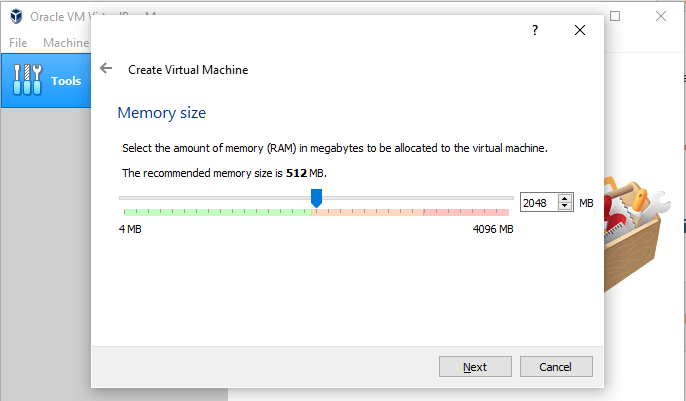 Oracle VM
File Machine
?
Tools
Create Virtual Machine
Memory size
Select the amount of memory (RAM) in megabytes to be allocated to the virtual machine.
The recommended memory size is 512 MB.
2048 MB
4 MB 4096 MB
Next Cancel